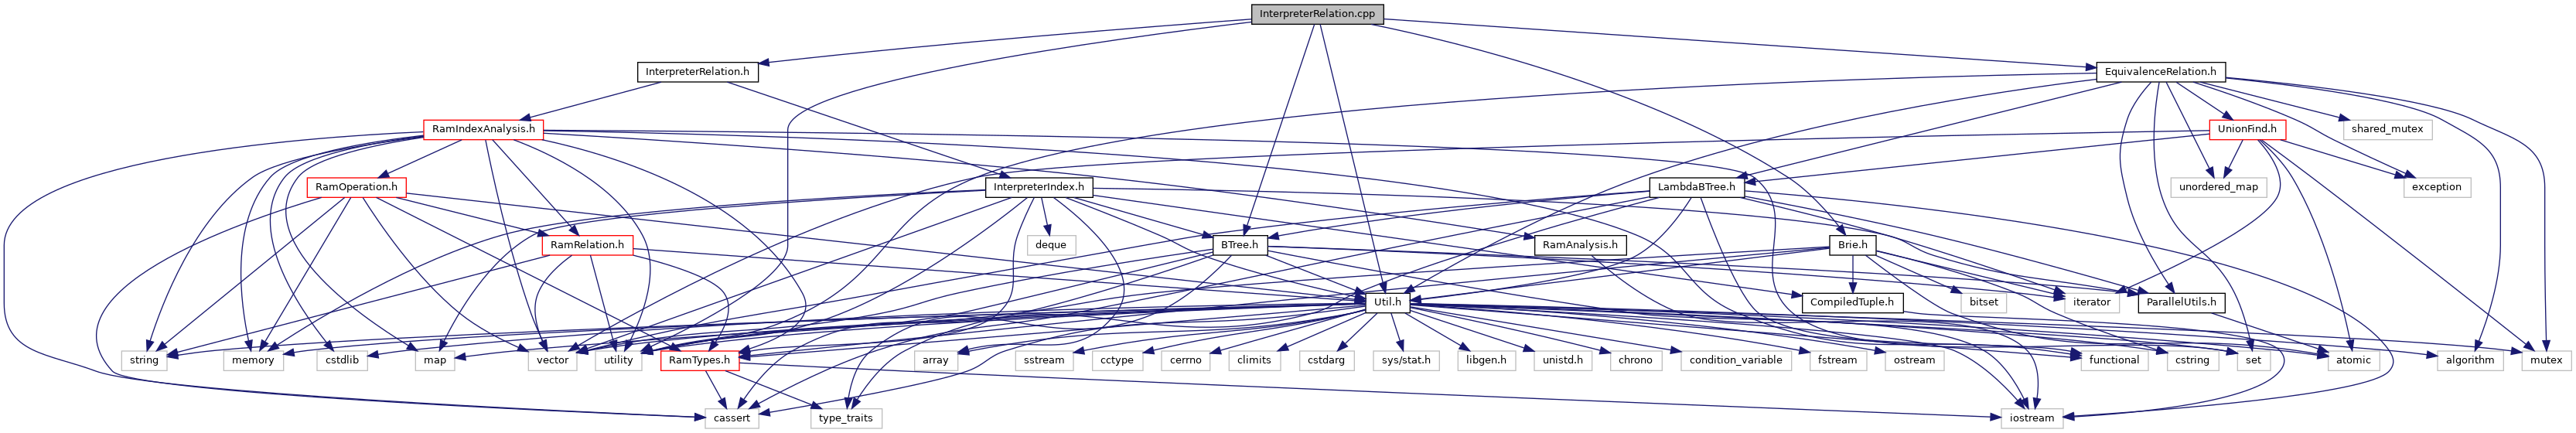 InterpreterRelation.cpp
InterpreterRelation.h
EquivalenceRelation.h
RamIndexAnalysis.h
UnionFind.h
shared_mutex
RamOperation.h
InterpreterIndex.h
LambdaBTree.h
unordered_map
exception
RamRelation.h
deque
BTree.h
RamAnalysis.h
Brie.h
Util.h
CompiledTuple.h
bitset
iterator
ParallelUtils.h
string
memory
cstdlib
map
vector
utility
RamTypes.h
array
sstream
cctype
cerrno
climits
cstdarg
sys/stat.h
libgen.h
unistd.h
chrono
condition_variable
fstream
ostream
functional
cstring
set
atomic
algorithm
mutex
cassert
type_traits
iostream